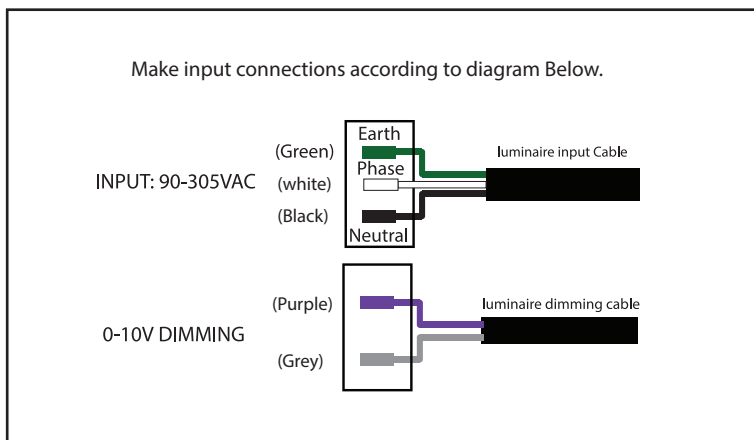 Make input connections according to diagram Below.
Earth
(Green)
luminaire input Cable
Phase
INPUT: 90-305VAC
(white)
(Black)
Neutral
(Purple)
luminaire dimming cable
0-10V DIMMING
(Grey)